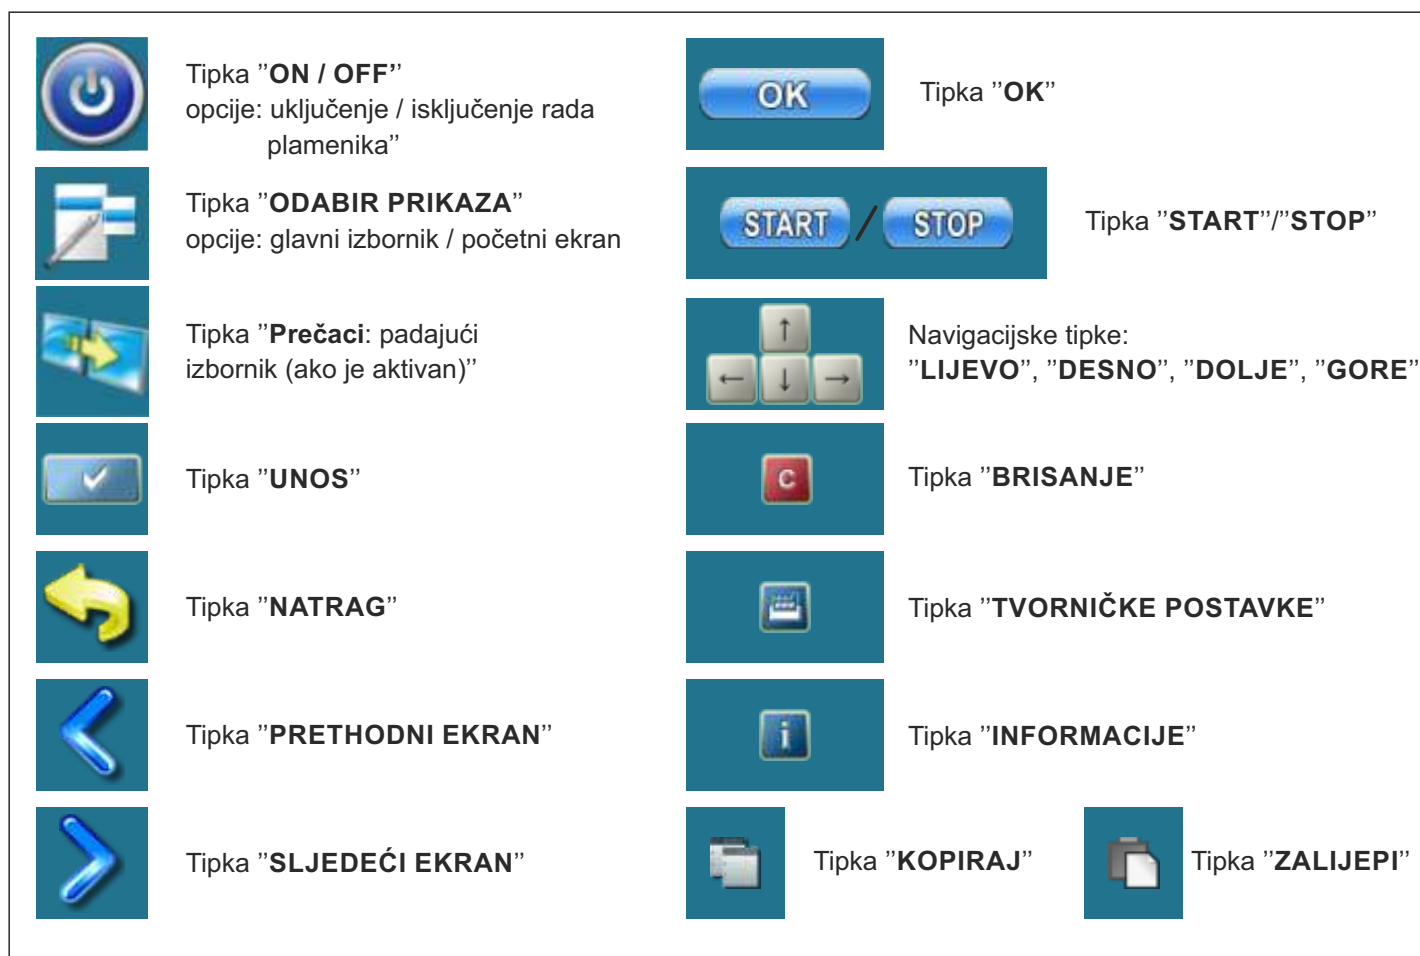 Tipka ’’ON / OFF’’
opcije: uključenje / isključenje rada
plamenika’’
Tipka ’’ODABIR PRIKAZA’’
opcije: glavni izbornik / početni ekran
Tipka ’’Prečaci: padajući
izbornik (ako je aktivan)’’
Tipka ’’UNOS’’
Tipka ’’NATRAG’’
Tipka ’’PRETHODNI EKRAN’’
Tipka ’’SLJEDEĆI EKRAN’’
OK
Tipka ’’OK’’
START / STOP
Tipka ’’START’’/’’STOP’’
Navigacijske tipke:
’’LIJEVO’’, ’’DESNO’’, ’’DOLJE’’, ’’GORE’’
C
Tipka ’’BRISANJE’’
Tipka ’’TVORNIČKE POSTAVKE’’
i
Tipka ’’INFORMACIJE’’
Tipka ’’KOPIRAJ’’
Tipka ’’ZALIJEPI’’